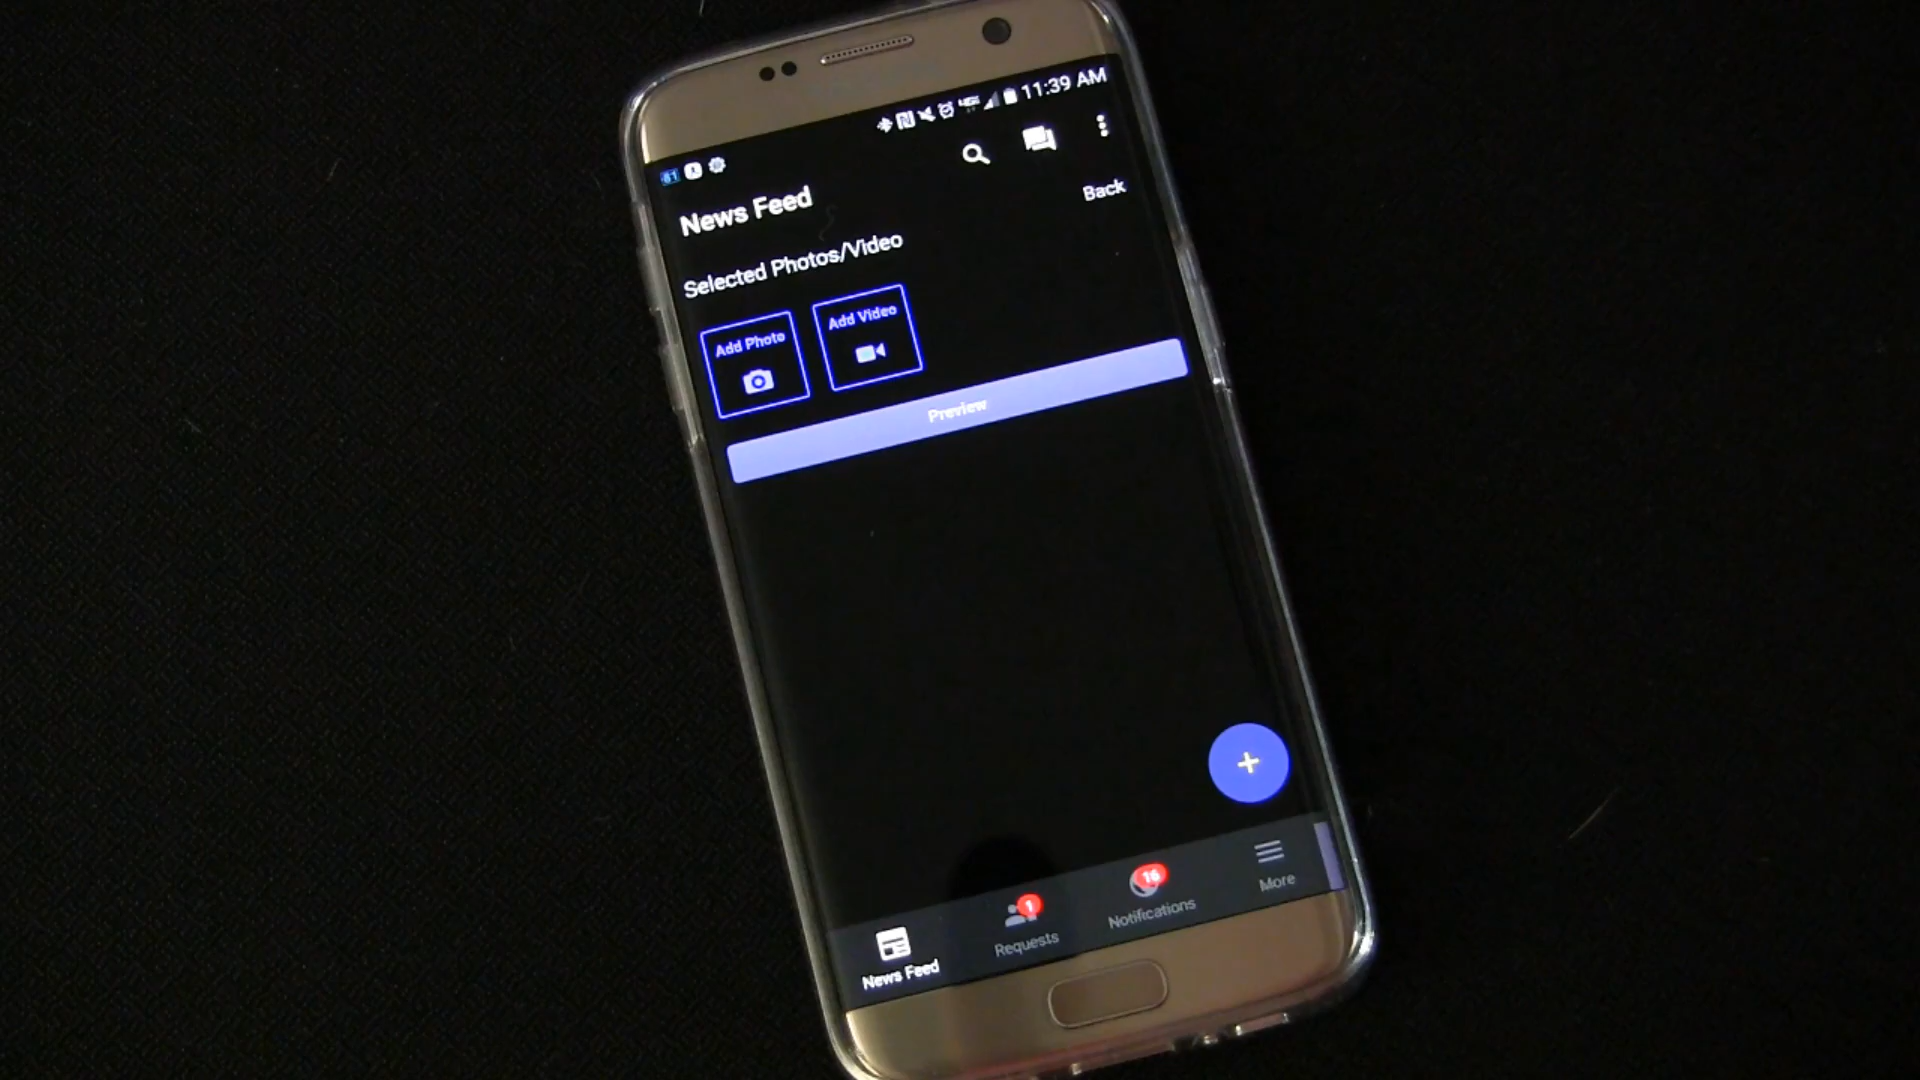 11:39 AM
81
News Feed
Back
Selected Photos/Video
Add Photo
Add Video
Preview
+
1
16
News Feed
Requests
Notifications
More